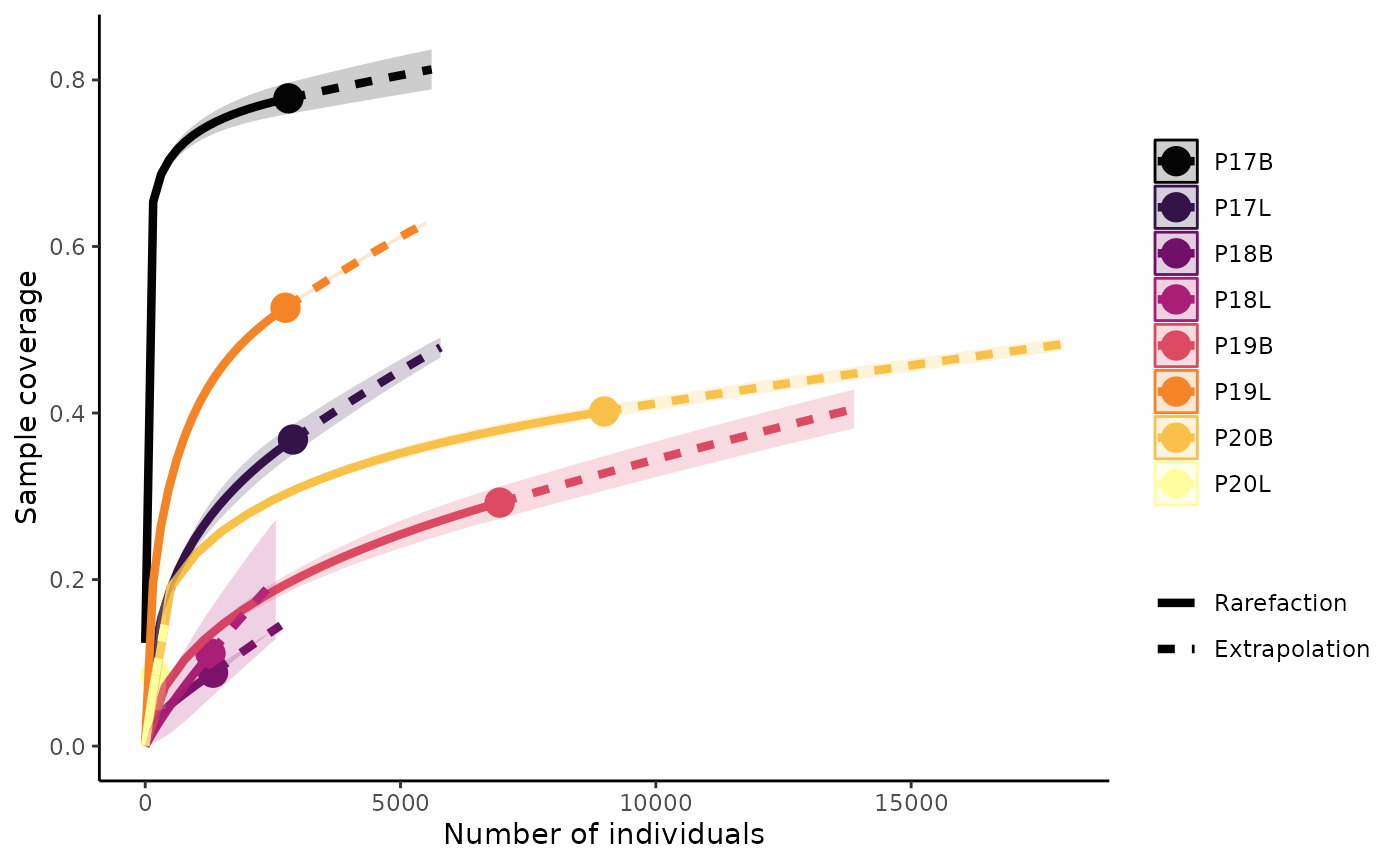 Sample coverage
0.8
0.6
0.4
0.2
0.0
0
5000
10000
15000
Number of individuals
P17B
P17L
P18B
P18L
P19B
P19L
P20B
P20L
Rarefaction
Extrapolation